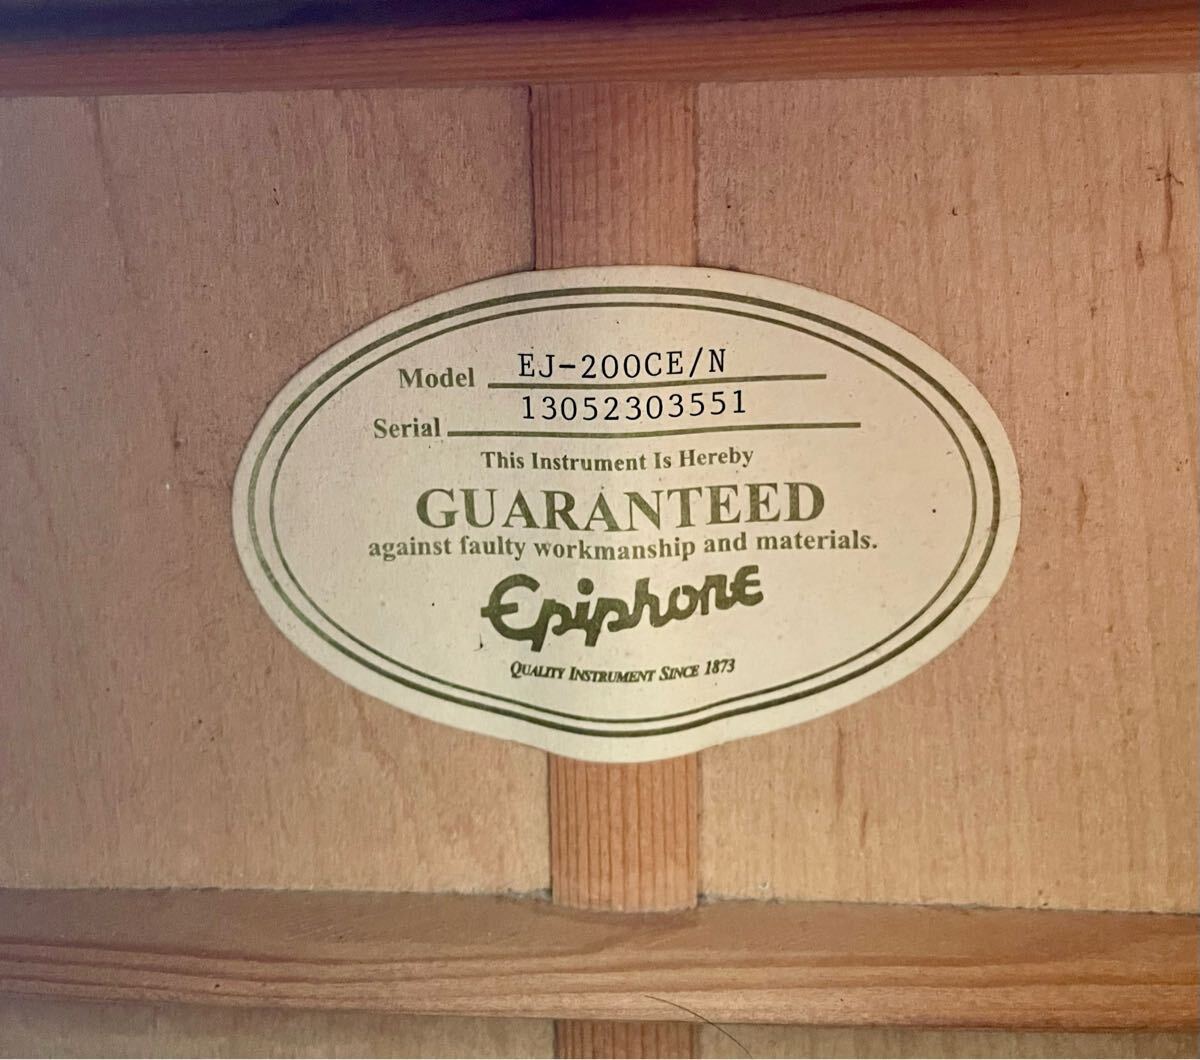 Model EJ-200CE/N
Serial 13052303551
This Instrument Is Hereby
GUARANTEED
against faulty workmanship and materials.
Epiphone
QUALITY INSTRUMENT SINCE 1873